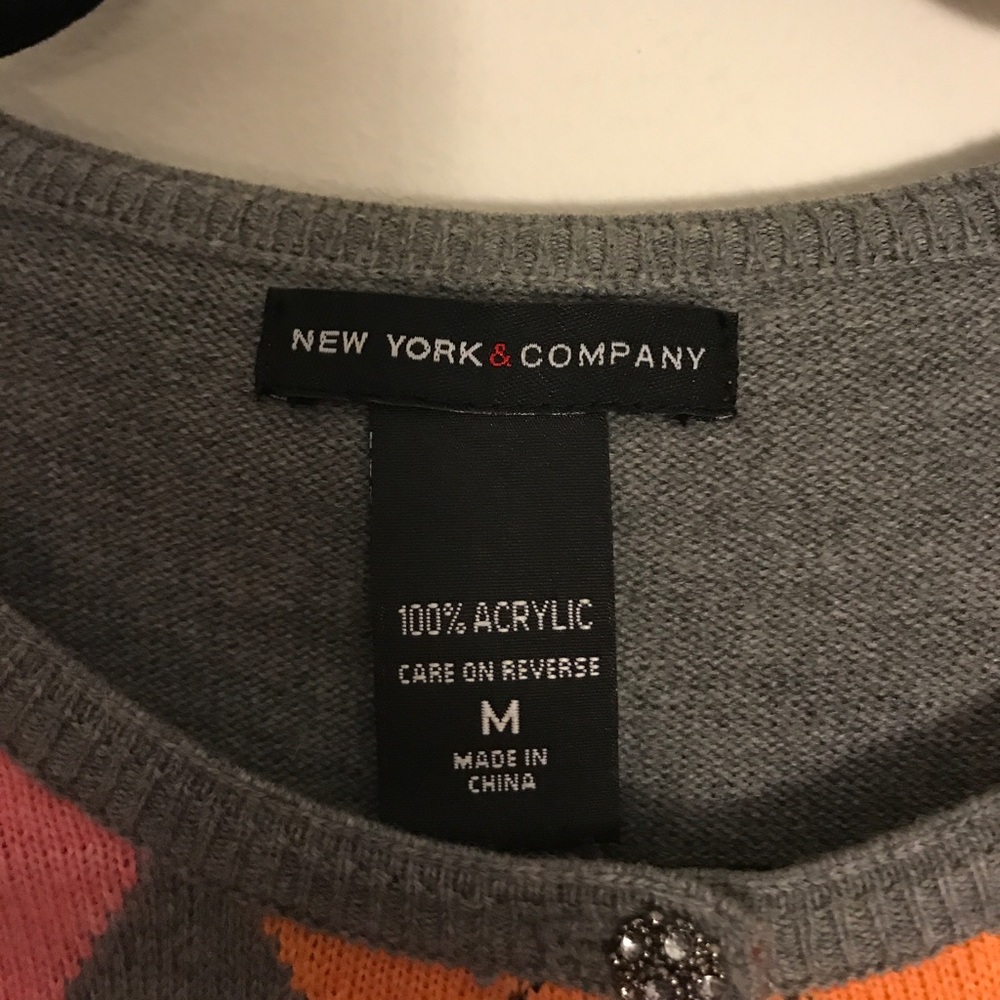 NEW YORK & COMPANY
100% ACRYLIC
CARE ON REVERSE
M
MADE IN
CHINA